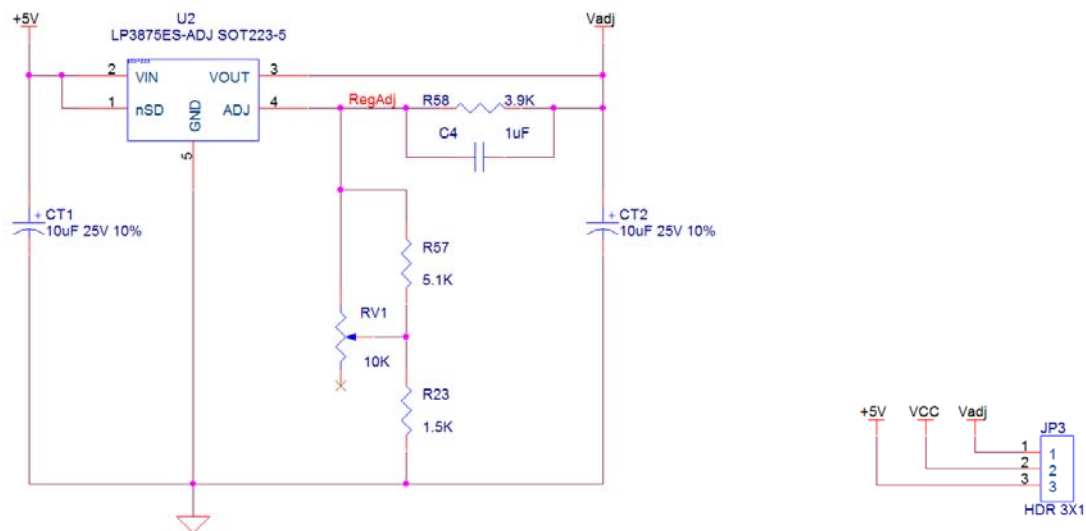 +5V
U2
Vadj
LP3875ES-ADJ SOT223-5
2
VIN
VOUT
3
1
nSD
ADJ
4
GND
5
RegAdj
R58
3.9K
C4
1uF
CT1
10uF 25V 10%
CT2
10uF 25V 10%
R57
5.1K
RV1
10K
R23
1.5K
+5V
VCC
Vadj
JP3
1
1
2
2
3
3
HDR 3X1